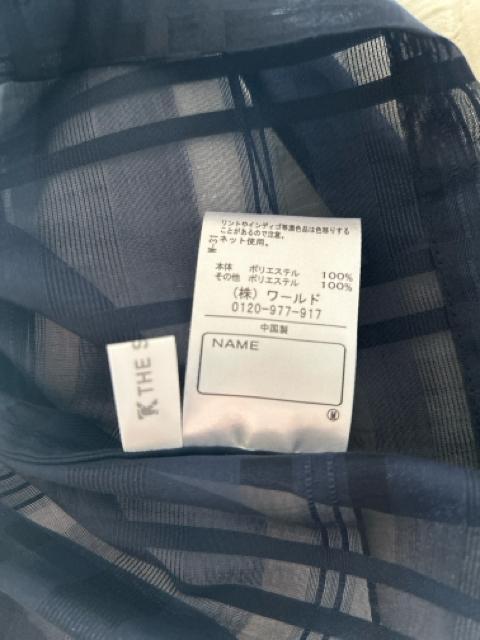 リントやインディゴ等濃色品は色移りする
ことがあるので注意。
ネット使用。
本体 ポリエステル 100%
その他 ポリエステル 100%
(株) ワールド
0120-977-917
中国製
NAME
M
TK THE S